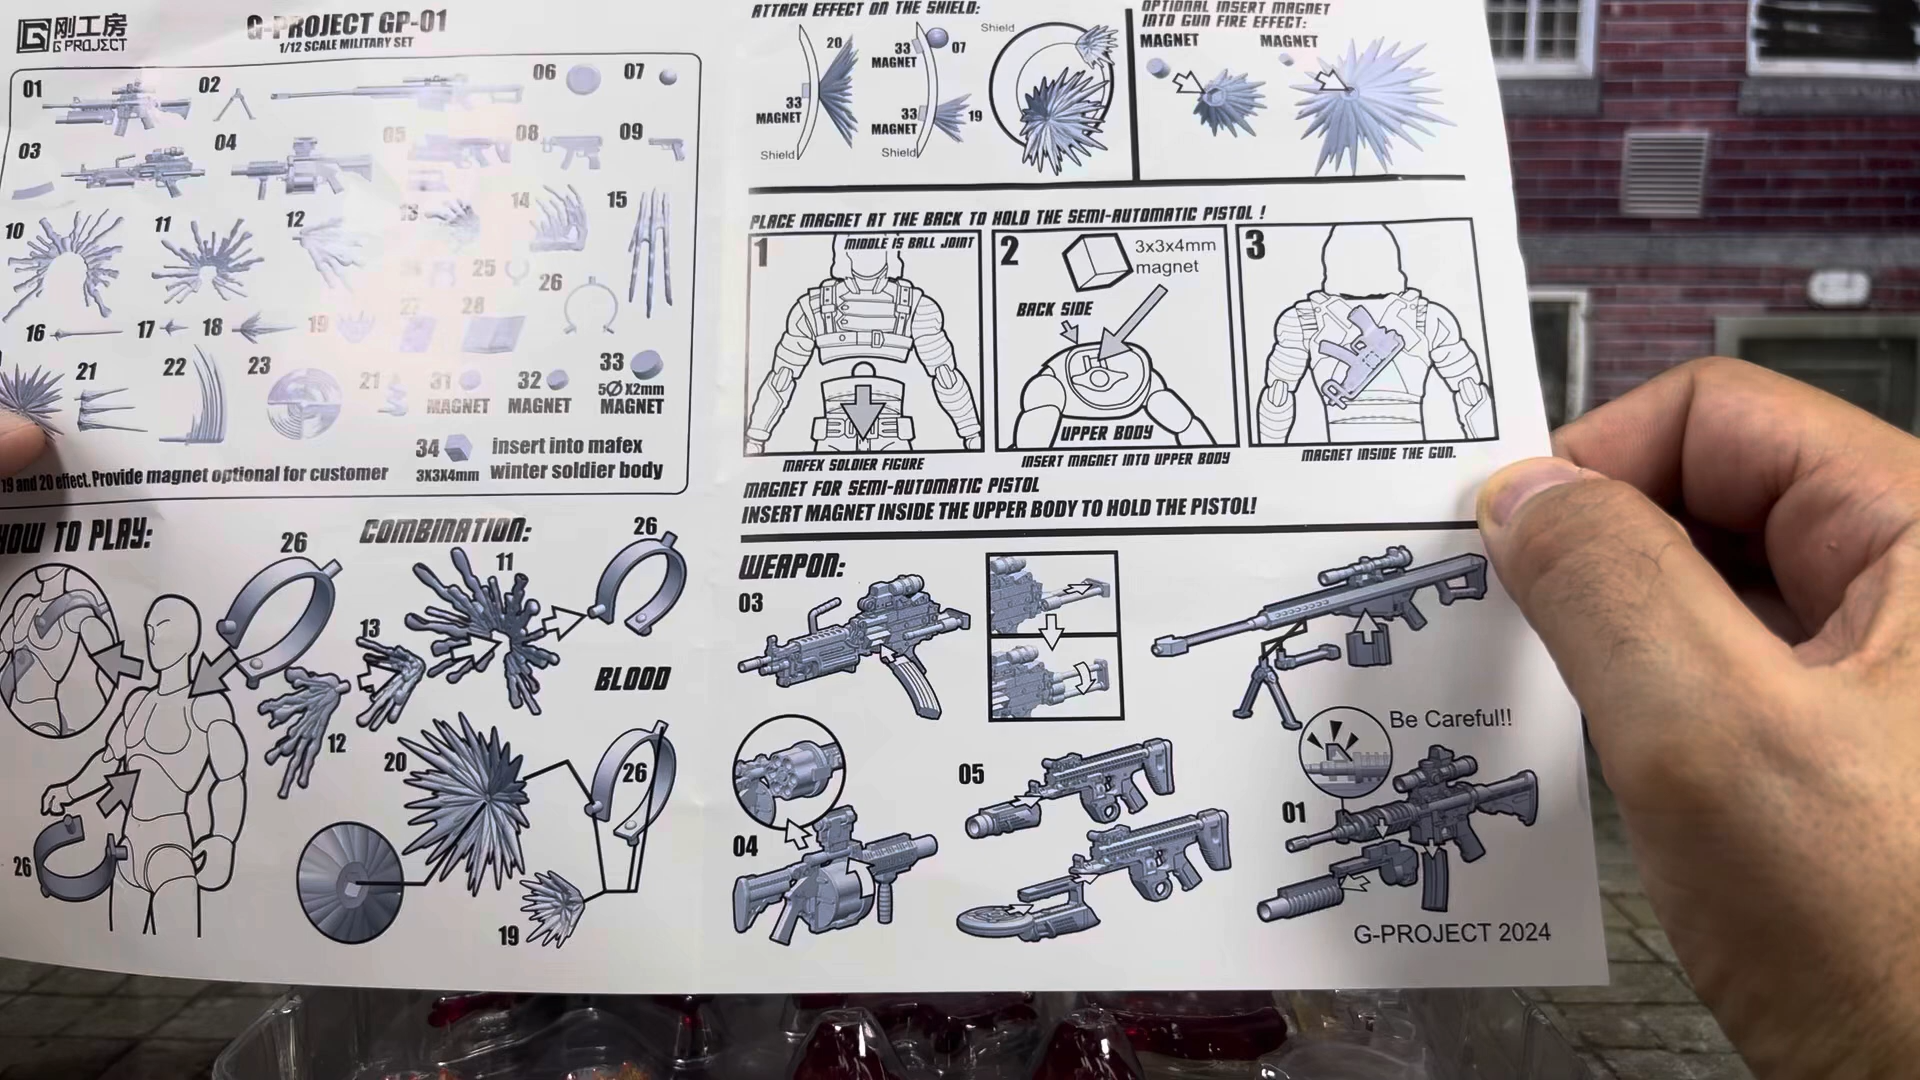 剛工房
G PROJECT
G-PROJECT GP-01
1/12 SCALE MILITARY SET
01
02
06
07
03
04
05
08
09
10
11
12
13
14
15
25
26
16
17
18
19
27
28
21
22
23
21
31
MAGNET
32
MAGNET
33
5Ø X2mm
MAGNET
34
3X3X4mm
insert into mafex
winter soldier body
19 and 20 effect. Provide magnet optional for customer
HOW TO PLAY:
26
26
COMBINATION:
11
26
13
12
BLOOD
20
26
19
ATTACH EFFECT ON THE SHIELD:
20
33
MAGNET
Shield
33
MAGNET
07
33
MAGNET
19
Shield
Shield
OPTIONAL INSERT MAGNET
INTO GUN FIRE EFFECT:
MAGNET
MAGNET
PLACE MAGNET AT THE BACK TO HOLD THE SEMI-AUTOMATIC PISTOL !
1
MIDDLE IS BALL JOINT
MAFEX SOLDIER FIGURE
2
3x3x4mm
magnet
BACK SIDE
UPPER BODY
INSERT MAGNET INTO UPPER BODY
3
MAGNET INSIDE THE GUN.
MAGNET FOR SEMI-AUTOMATIC PISTOL
INSERT MAGNET INSIDE THE UPPER BODY TO HOLD THE PISTOL!
WEAPON:
03
04
05
Be Careful!!
01
G-PROJECT 2024